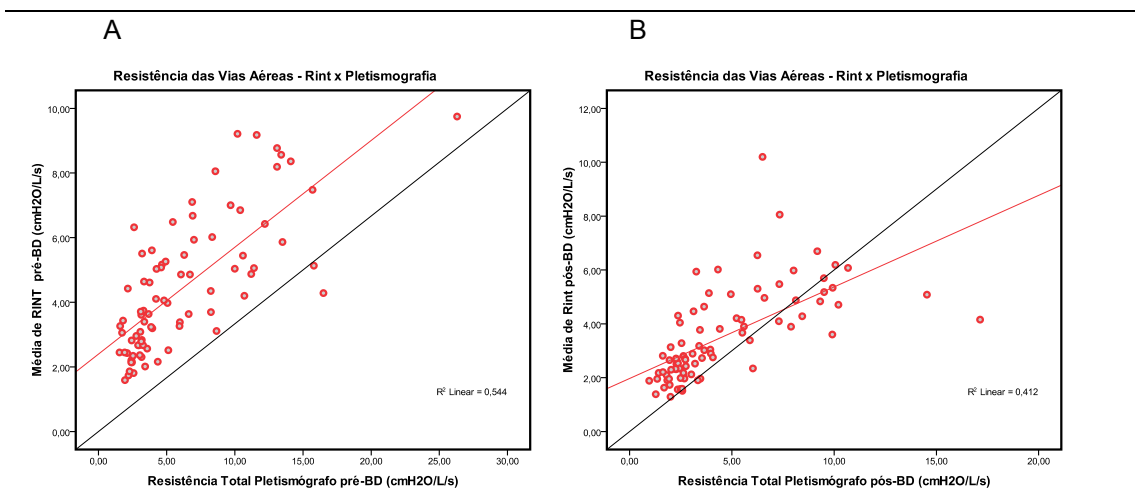 A
Resistência das Vias Aéreas - Rint x Pletismografia
Média de RINT pré-BD (cmH2O/L/s)
10,00
8,00
6,00
4,00
2,00
0,00
R² Linear = 0,544
0,00 5,00 10,00 15,00 20,00 25,00 30,00
Resistência Total Pletismógrafo pré-BD (cmH2O/L/s)
B
Resistência das Vias Aéreas - Rint x Pletismografia
Média de Rint pós-BD (cmH2O/L/s)
12,00
10,00
8,00
6,00
4,00
2,00
0,00
R² Linear = 0,412
0,00 5,00 10,00 15,00 20,00
Resistência Total Pletismógrafo pós-BD (cmH2O/L/s)